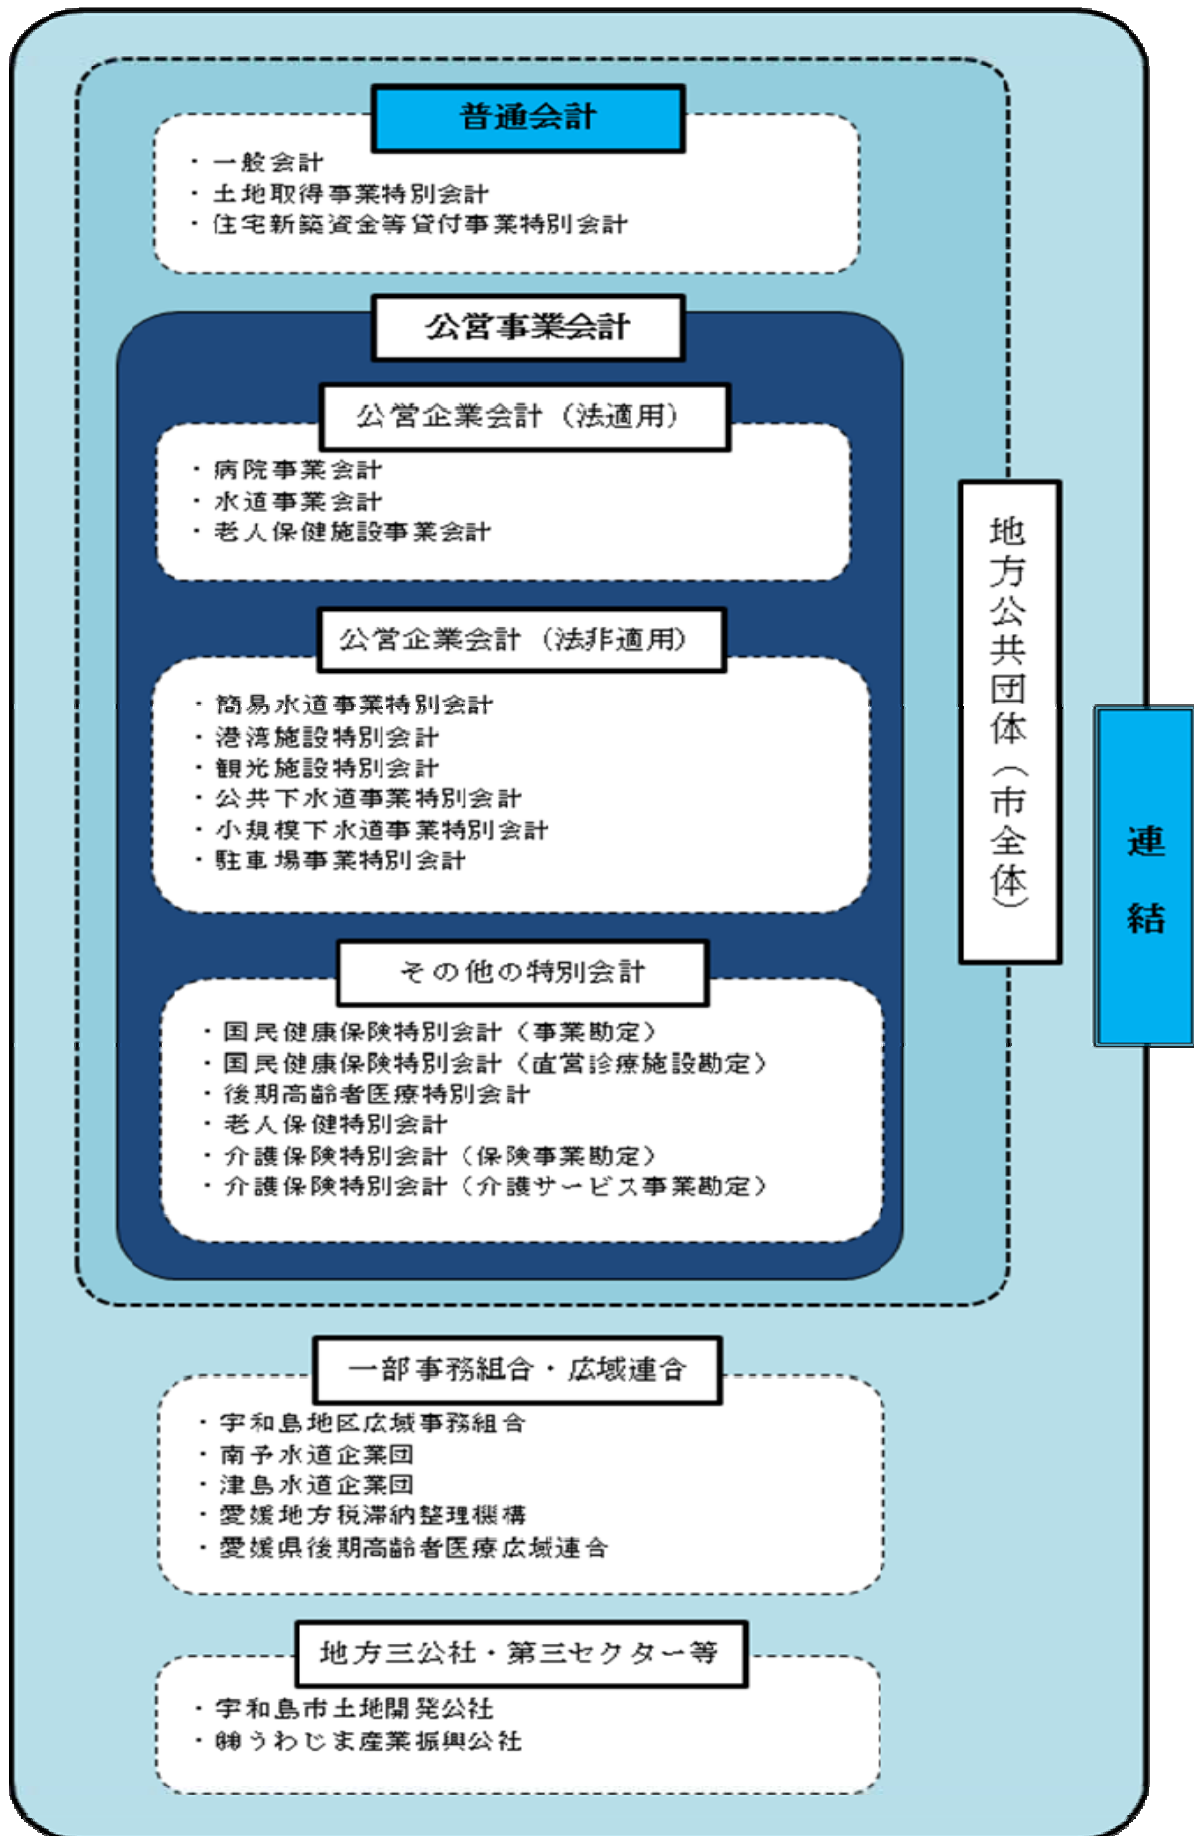 普通会計
・一般会計
・土地取得事業特別会計
・住宅新築資金等貸付事業特別会計
公営事業会計
公営企業会計（法適用）
・病院事業会計
・水道事業会計
・老人保健施設事業会計
公営企業会計（法非適用）
・簡易水道事業特別会計
・港湾施設特別会計
・観光施設特別会計
・公共下水道事業特別会計
・小規模下水道事業特別会計
・駐車場事業特別会計
その他の特別会計
・国民健康保険特別会計（事業勘定）
・国民健康保険特別会計（直営診療施設勘定）
・後期高齢者医療特別会計
・老人保健特別会計
・介護保険特別会計（保険事業勘定）
・介護保険特別会計（介護サービス事業勘定）
地方公共団体（市全体）
連結
一部事務組合・広域連合
・宇和島地区広域事務組合
・南予水道企業団
・津島水道企業団
・愛媛地方税滞納整理機構
・愛媛県後期高齢者医療広域連合
地方三公社・第三セクター等
・宇和島市土地開発公社
・㈱うわじま産業振興公社